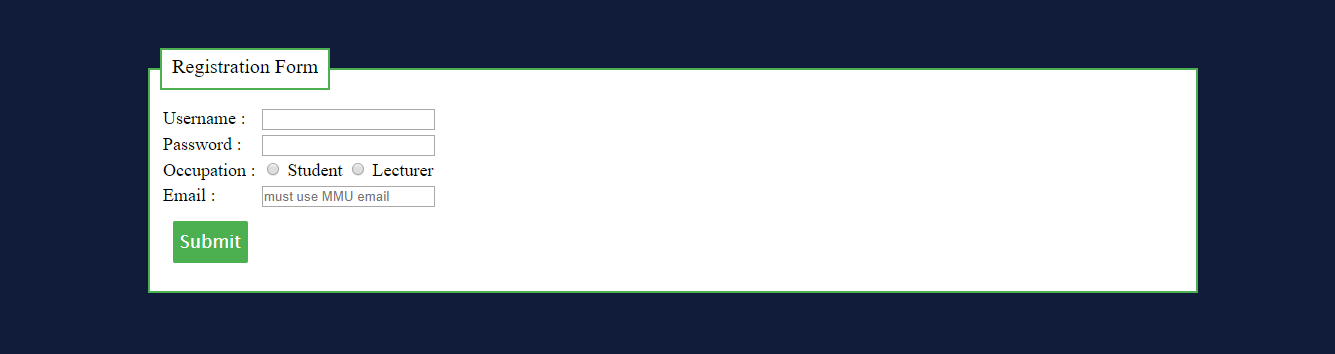 Registration Form
Username :
Password :
Occupation : Student Lecturer
Email : must use MMU email
Submit